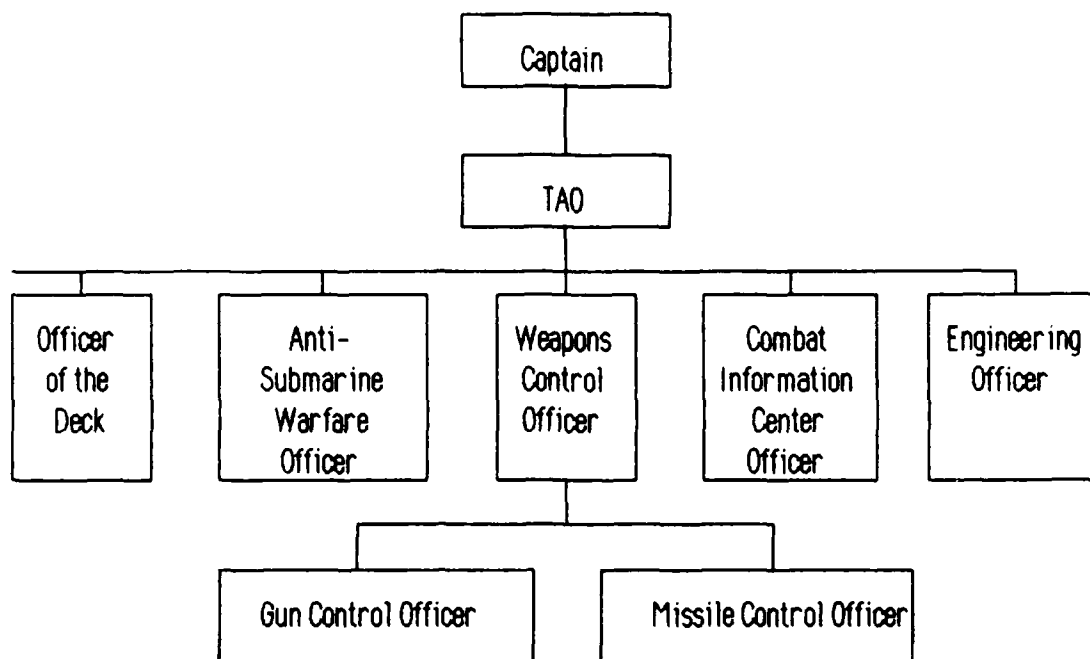 Captain
TAO
Officer
of the
Deck
Anti-
Submarine
Warfare
Officer
Weapons
Control
Officer
Combat
Information
Center
Officer
Engineering
Officer
Gun Control Officer
Missile Control Officer